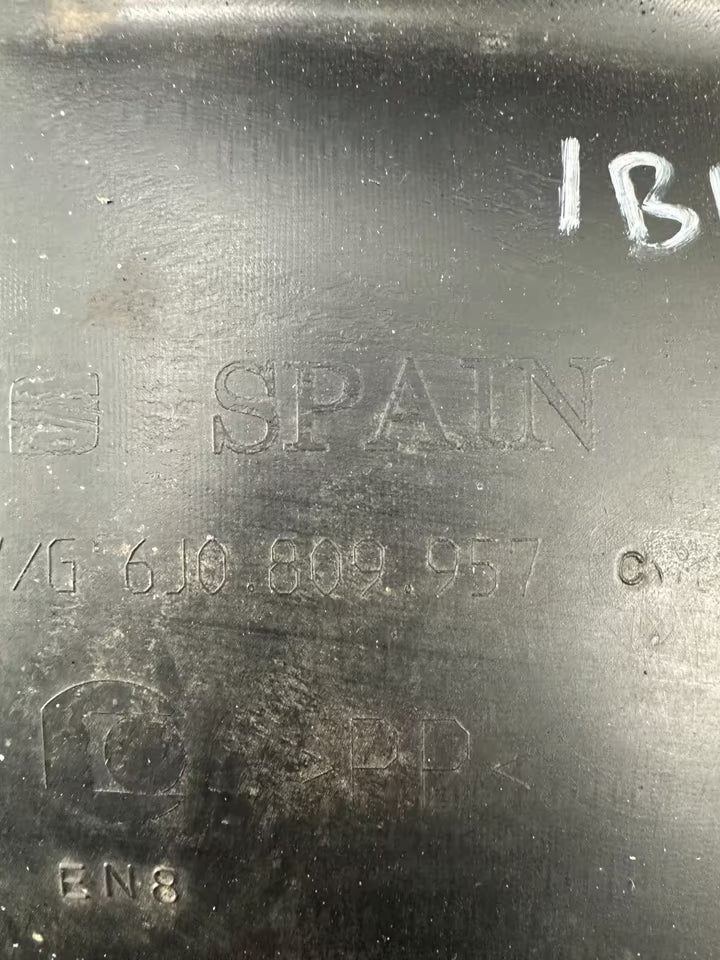 IB
SPAIN
/G 6J0.809.957
>PP<
EN8